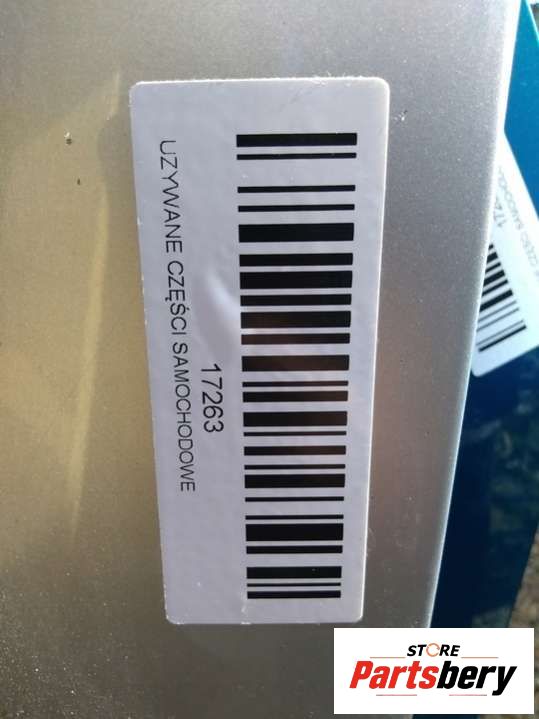 17263
UZYWANE CZĘŚCI SAMOCHODOWE
STORE
Partsbery